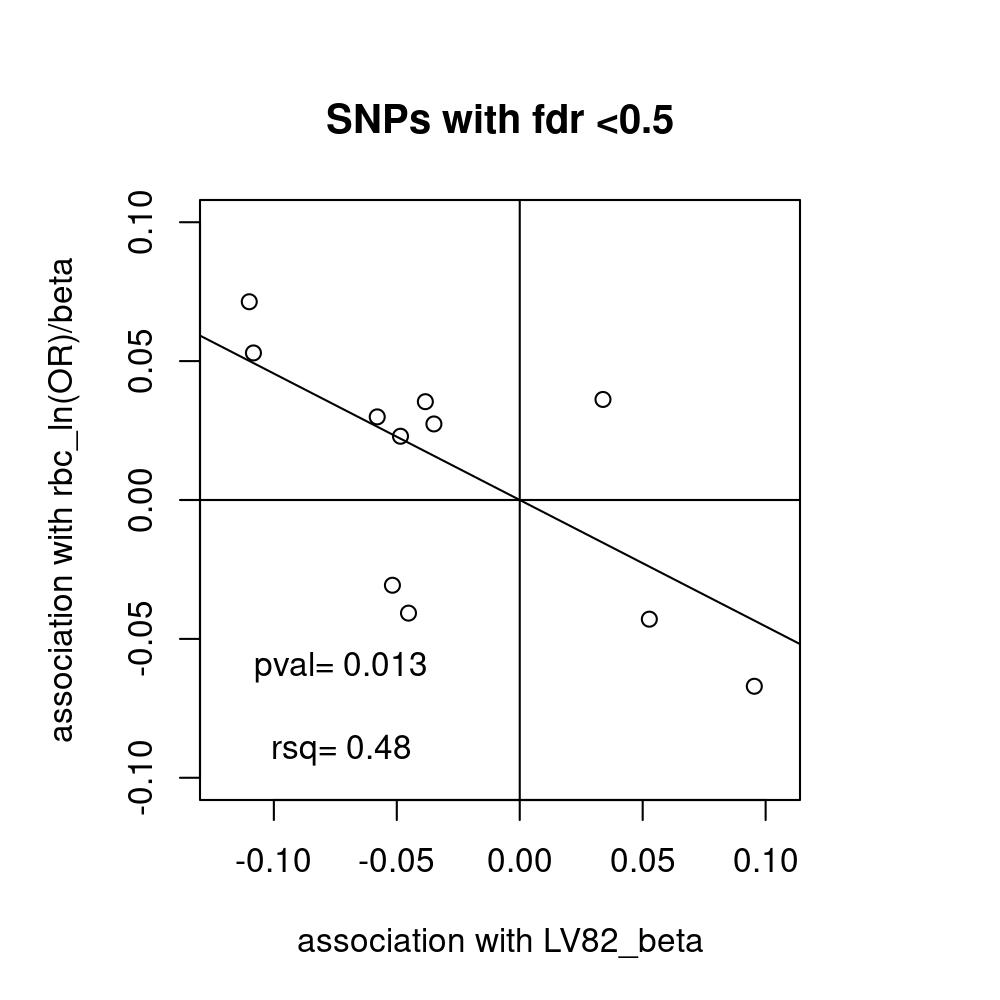 SNPs with fdr <0.5
association with rbc_ln(OR)/beta
0.10
0.05
0.00
-0.05
-0.10
pval= 0.013
rsq= 0.48
-0.10 -0.05 0.00 0.05 0.10
association with LV82_beta